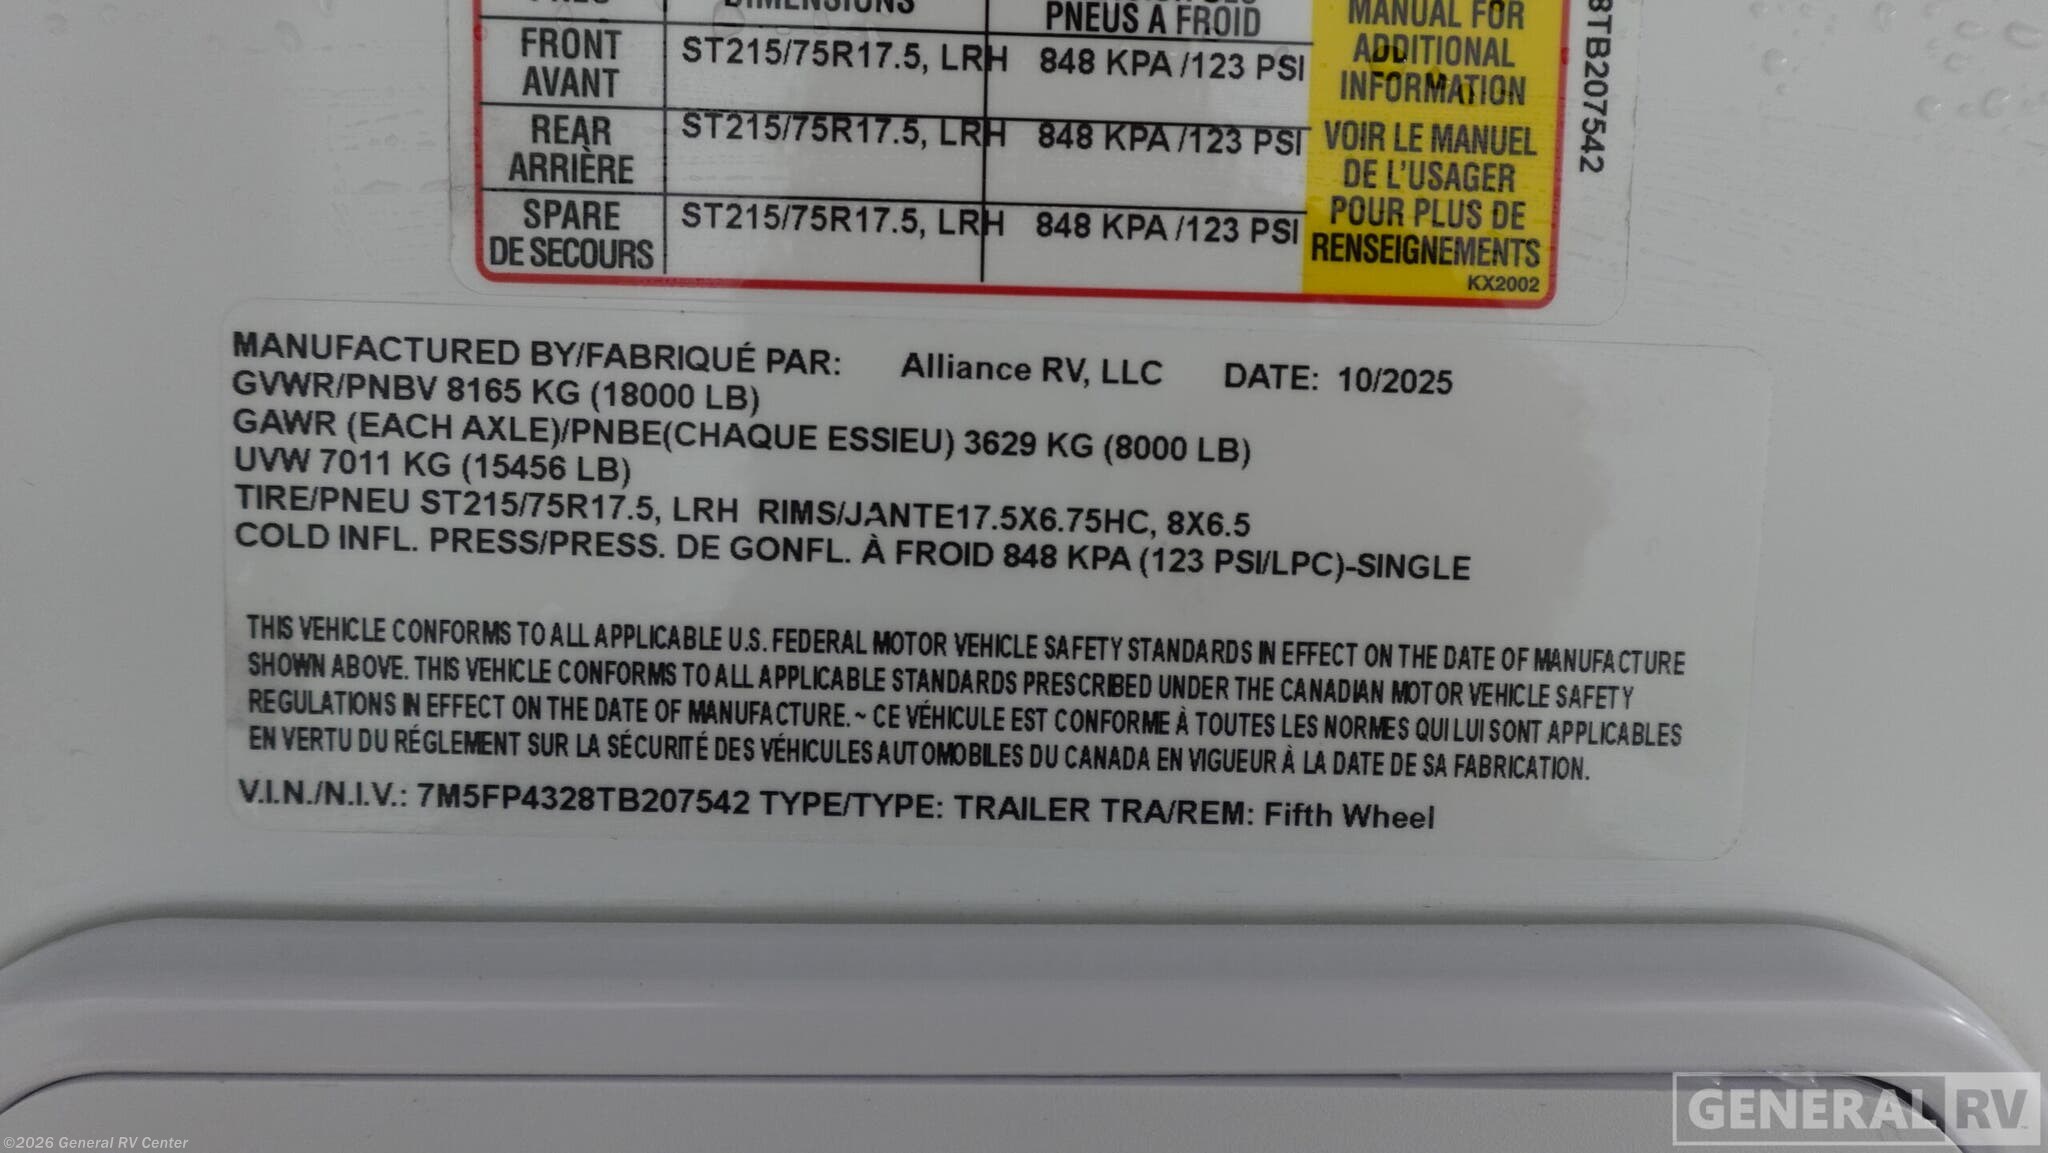 DIMENSIONS
PNEUS À FROID
MANUAL FOR
ADDITIONAL
INFORMATION
FRONT
AVANT
ST215/75R17.5, LRH
848 KPA /123 PSI
REAR
ARRIÈRE
ST215/75R17.5, LRH
848 KPA /123 PSI
VOIR LE MANUEL
DE L'USAGER
POUR PLUS DE
RENSEIGNEMENTS
SPARE
DE SECOURS
ST215/75R17.5, LRH
848 KPA /123 PSI
KX2002
8TB207542
MANUFACTURED BY/FABRIQUÉ PAR: Alliance RV, LLC DATE: 10/2025
GVWR/PNBV 8165 KG (18000 LB)
GAWR (EACH AXLE)/PNBE(CHAQUE ESSIEU) 3629 KG (8000 LB)
UVW 7011 KG (15456 LB)
TIRE/PNEU ST215/75R17.5, LRH RIMS/JANTE17.5X6.75HC, 8X6.5
COLD INFL. PRESS/PRESS. DE GONFL. À FROID 848 KPA (123 PSI/LPC)-SINGLE
THIS VEHICLE CONFORMS TO ALL APPLICABLE U.S. FEDERAL MOTOR VEHICLE SAFETY STANDARDS IN EFFECT ON THE DATE OF MANUFACTURE
SHOWN ABOVE. THIS VEHICLE CONFORMS TO ALL APPLICABLE STANDARDS PRESCRIBED UNDER THE CANADIAN MOTOR VEHICLE SAFETY
REGULATIONS IN EFFECT ON THE DATE OF MANUFACTURE. ~ CE VÉHICULE EST CONFORME À TOUTES LES NORMES QUI LUI SONT APPLICABLES
EN VERTU DU RÉGLEMENT SUR LA SÉCURITÉ DES VÉHICULES AUTOMOBILES DU CANADA EN VIGUEUR À LA DATE DE SA FABRICATION.
V.I.N./N.I.V.: 7M5FP4328TB207542 TYPE/TYPE: TRAILER TRA/REM: Fifth Wheel
GENERAL RV
©2026 General RV Center